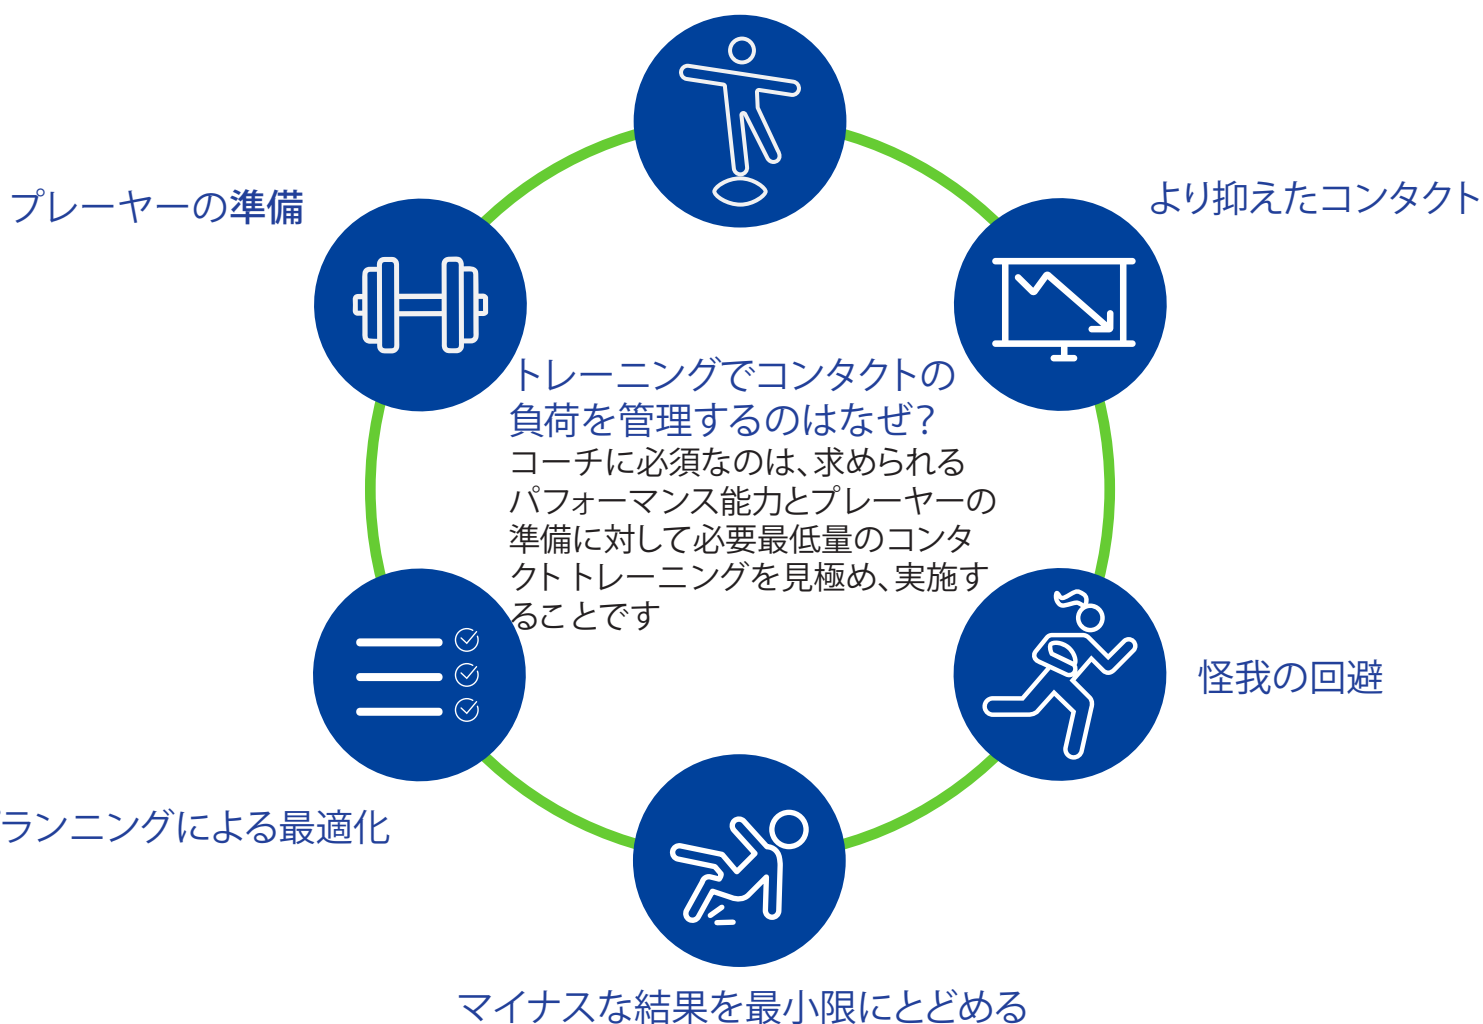 プレーヤーの準備
より抑えたコンタクト
トレーニングでコンタクトの
負荷を管理するのはなぜ？
コーチに必須なのは、求められる
パフォーマンス能力とプレーヤーの
準備に対して必要最低量のコンタ
クト トレーニングを見極め、実施す
ることです
怪我の回避
ランニングによる最適化
マイナスな結果を最小限にとどめる